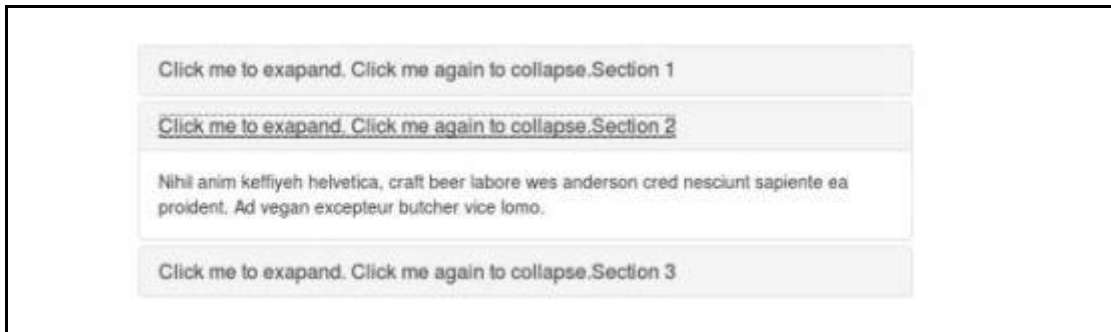 Click me to exapand. Click me again to collapse.Section 1
Click me to exapand. Click me again to collapse.Section 2
Nihil anim keffiyeh helvetica, craft beer labore wes anderson cred nesciunt sapiente ea
proident. Ad vegan excepteur butcher vice lomo.
Click me to exapand. Click me again to collapse.Section 3